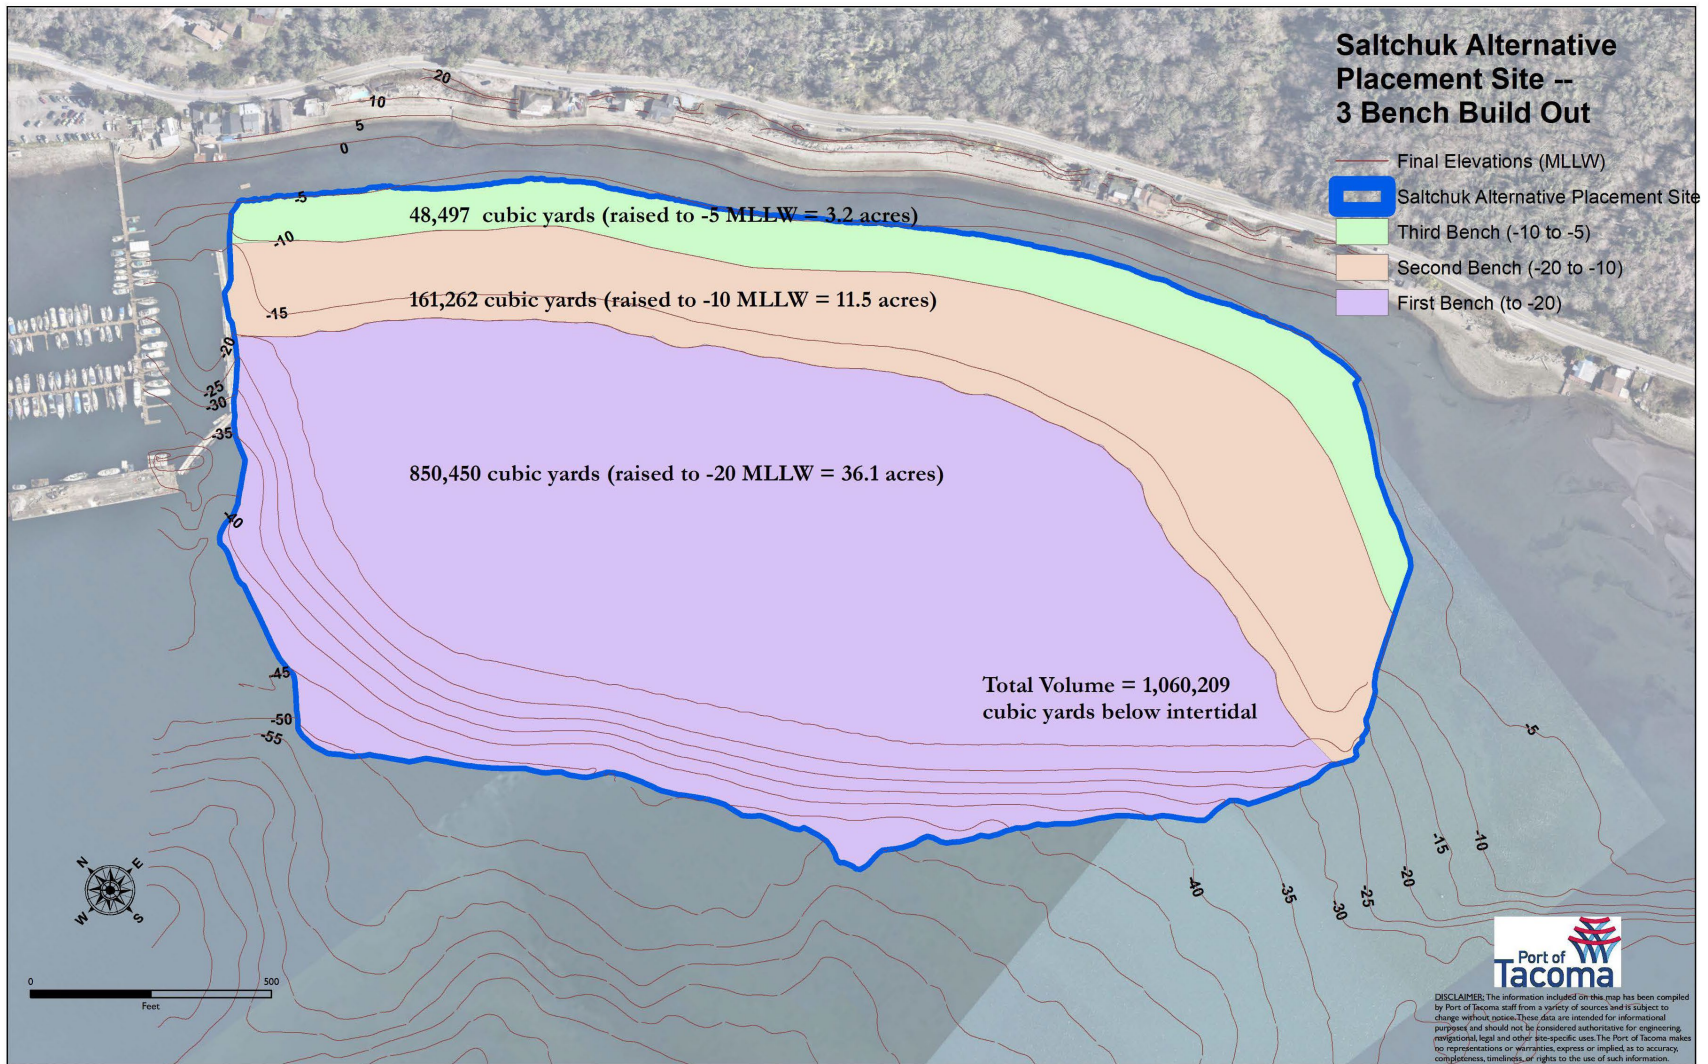 Saltchuk Alternative
Placement Site --
3 Bench Build Out
Final Elevations (MLLW)
Saltchuk Alternative Placement Site
Third Bench (-10 to -5)
Second Bench (-20 to -10)
First Bench (to -20)
20
10
5
0
-5
48,497 cubic yards (raised to -5 MLLW = 3.2 acres)
-10
161,262 cubic yards (raised to -10 MLLW = 11.5 acres)
-15
-20
-25
-30
-35
850,450 cubic yards (raised to -20 MLLW = 36.1 acres)
-40
-45
-50
-55
Total Volume = 1,060,209
cubic yards below intertidal
-5
-10
-15
-20
-25
-30
-35
-40
N
E
W
S
0
500
Feet
Port of
Tacoma
DISCLAIMER: The information included on this map has been compiled
by Port of Tacoma staff from a variety of sources and is subject to
change without notice. These data are intended for informational
purposes and should not be considered authoritative for engineering,
navigational, legal and other site-specific uses. The Port of Tacoma makes
no representations or warranties, express or implied, as to accuracy,
completeness, timeliness, or rights to the use of such information.